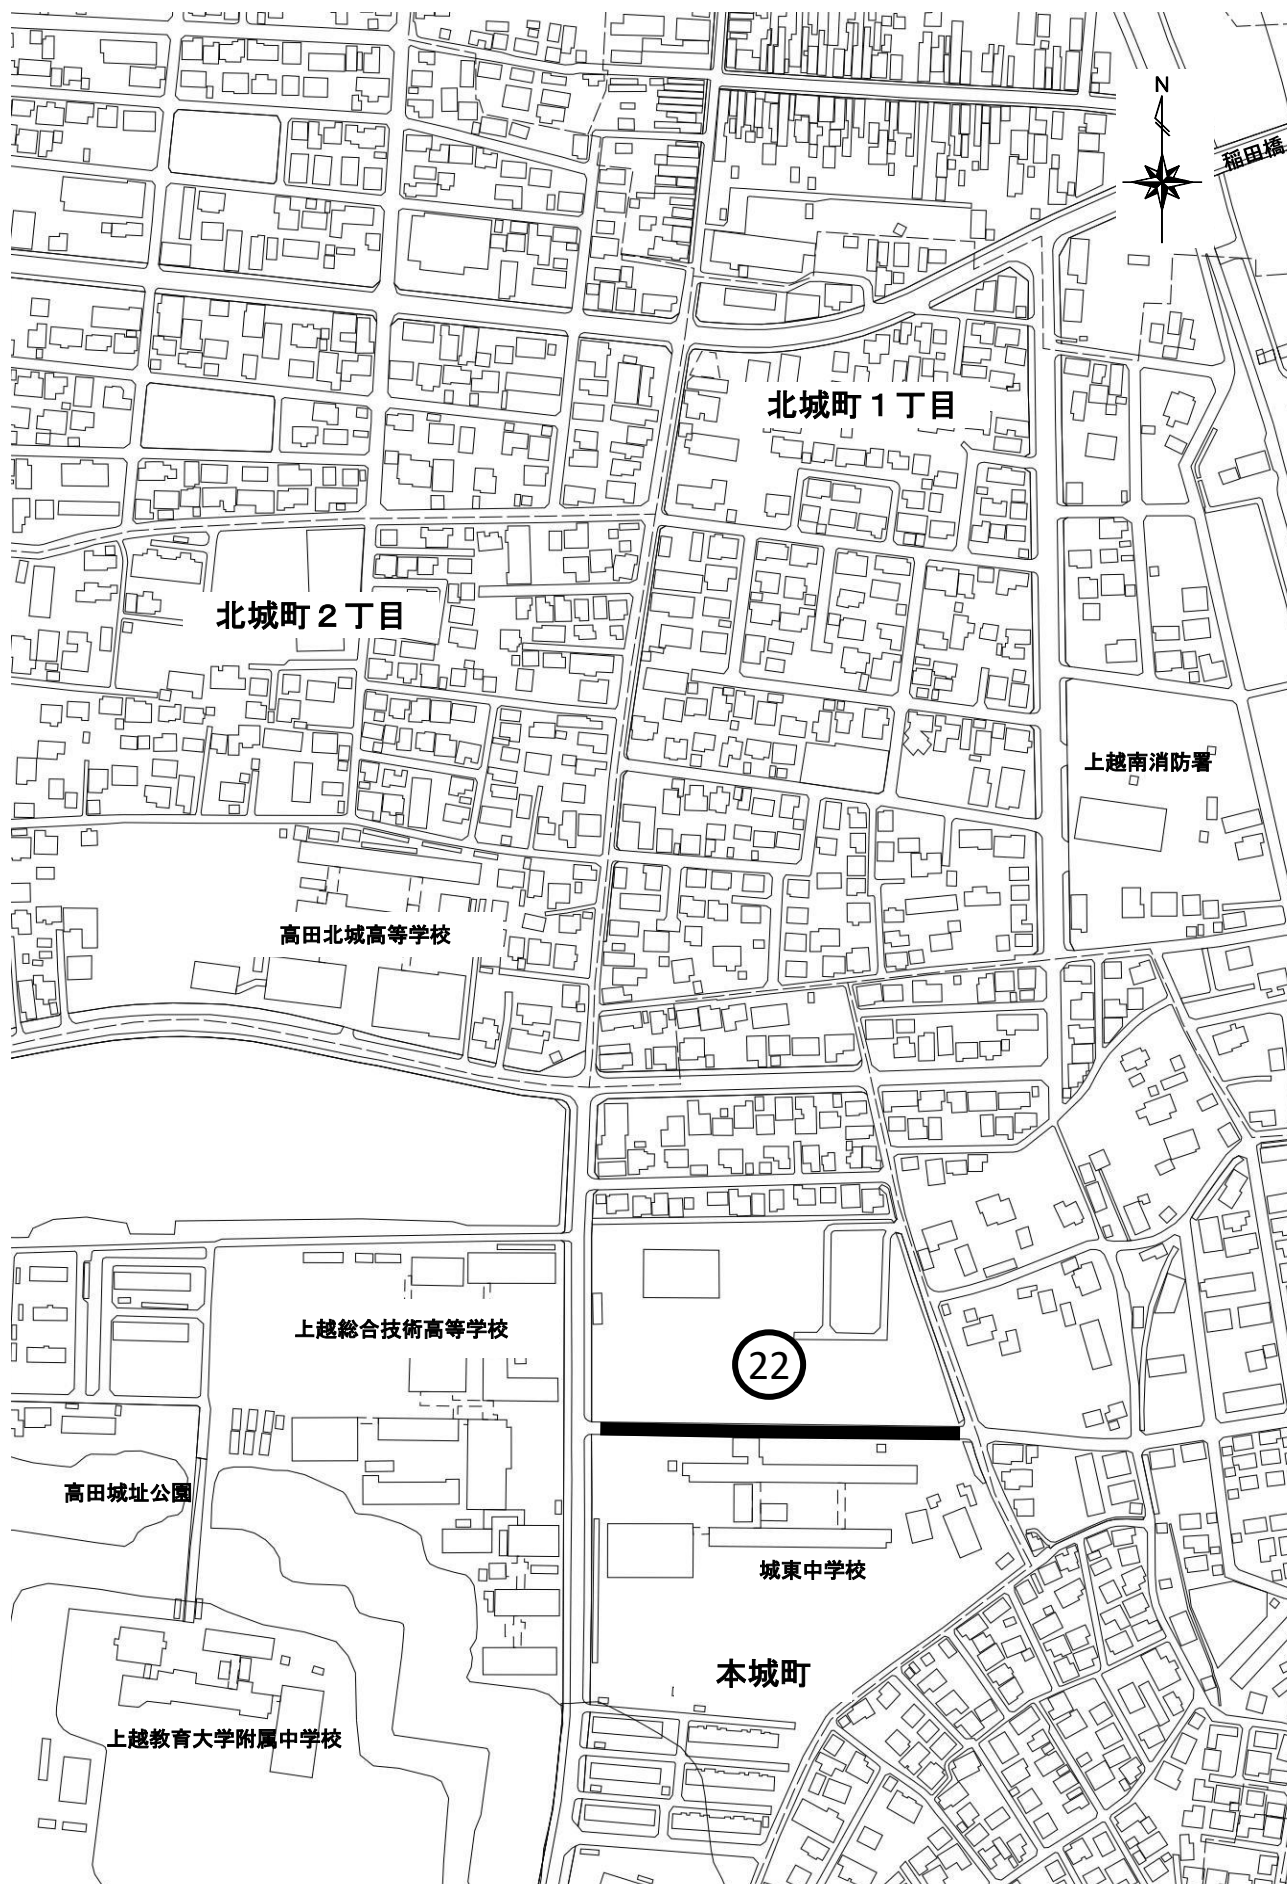 N
稲田橋
北城町１丁目
北城町２丁目
上越南消防署
高田北城高等学校
上越総合技術高等学校
22
高田城址公園
城東中学校
本城町
上越教育大学附属中学校